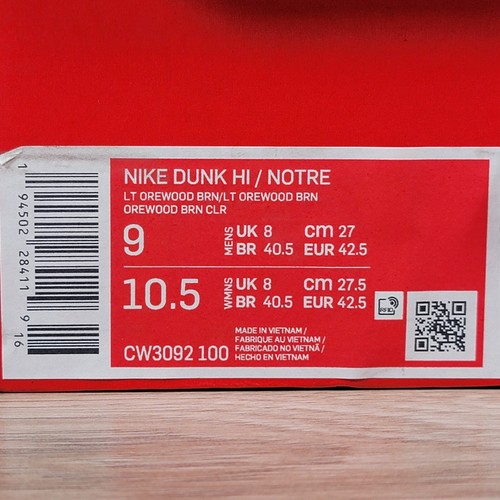 NIKE DUNK HI / NOTRE
LT OREWOOD BRN/LT OREWOOD BRN
OREWOOD BRN CLR
9 MENS UK 8 cm 27
BR 40.5 EUR 42.5
10.5 WMNS UK 8 cm 27.5
BR 40.5 EUR 42.5
RFID
MADE IN VIETNAM /
FABRIQUE AU VIETNAM /
FABRICADO NO VIETNÃ /
CW3092 100 HECHO EN VIETNAM
1 94502 28411 9 16